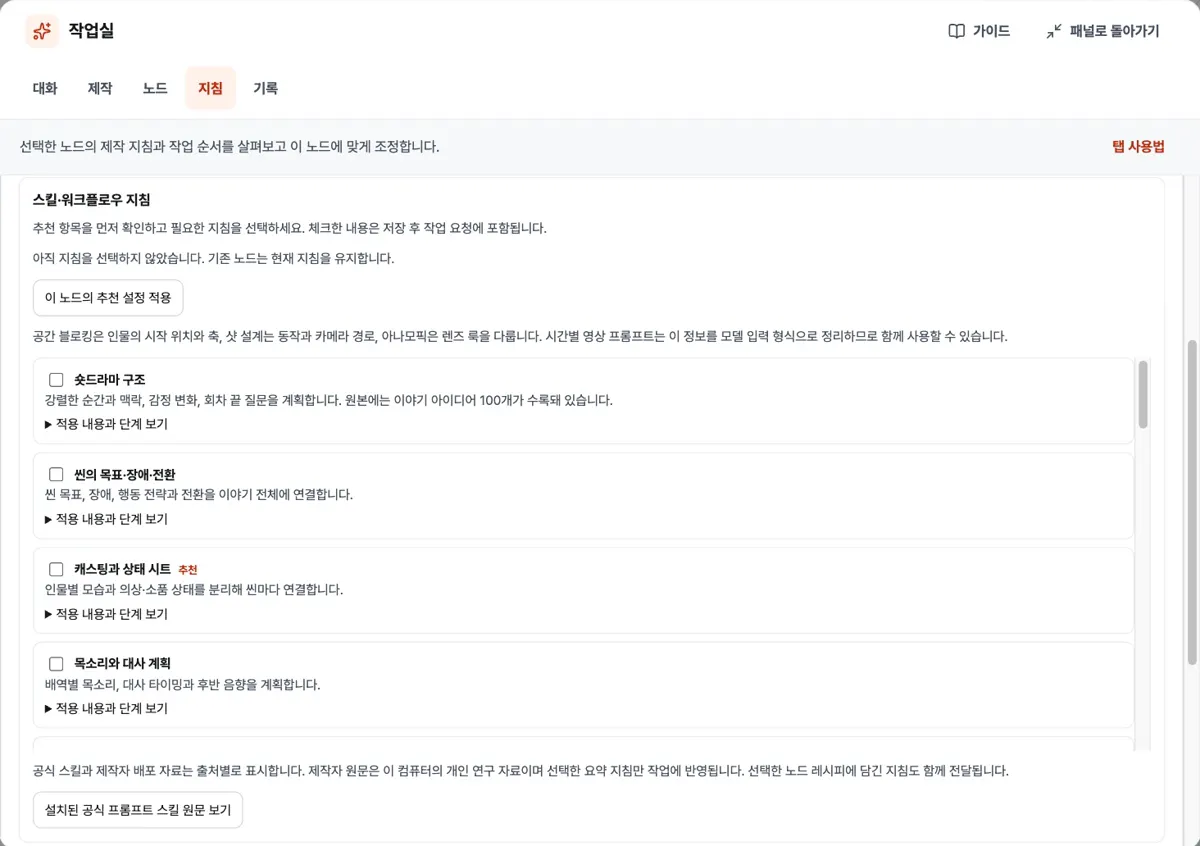 작업실
가이드
패널로 돌아가기
대화
제작
노드
지침
기록
선택한 노드의 제작 지침과 작업 순서를 살펴보고 이 노드에 맞게 조정합니다.
탭 사용법
스킬·워크플로우 지침
추천 항목을 먼저 확인하고 필요한 지침을 선택하세요. 체크한 내용은 저장 후 작업 요청에 포함됩니다.
아직 지침을 선택하지 않았습니다. 기존 노드는 현재 지침을 유지합니다.
이 노드의 추천 설정 적용
공간 블로킹은 인물의 시작 위치와 축, 샷 설계는 동작과 카메라 경로, 아나모픽은 렌즈 룩을 다룹니다. 시간별 영상 프롬프트는 이 정보를 모델 입력 형식으로 정리하므로 함께 사용할 수 있습니다.
숏드라마 구조
강렬한 순간과 맥락, 감정 변화, 회차 끝 질문을 계획합니다. 원본에는 이야기 아이디어 100개가 수록돼 있습니다.
▶ 적용 내용과 단계 보기
씬의 목표·장애·전환
씬 목표, 장애, 행동 전략과 전환을 이야기 전체에 연결합니다.
▶ 적용 내용과 단계 보기
캐스팅과 상태 시트 추천
인물별 모습과 의상·소품 상태를 분리해 씬마다 연결합니다.
▶ 적용 내용과 단계 보기
목소리와 대사 계획
배역별 목소리, 대사 타이밍과 후반 음향을 계획합니다.
▶ 적용 내용과 단계 보기
공식 스킬과 제작자 배포 자료는 출처별로 표시합니다. 제작자 원문은 이 컴퓨터의 개인 연구 자료이며 선택한 요약 지침만 작업에 반영됩니다. 선택한 노드 레시피에 담긴 지침도 함께 전달됩니다.
설치된 공식 프롬프트 스킬 원문 보기